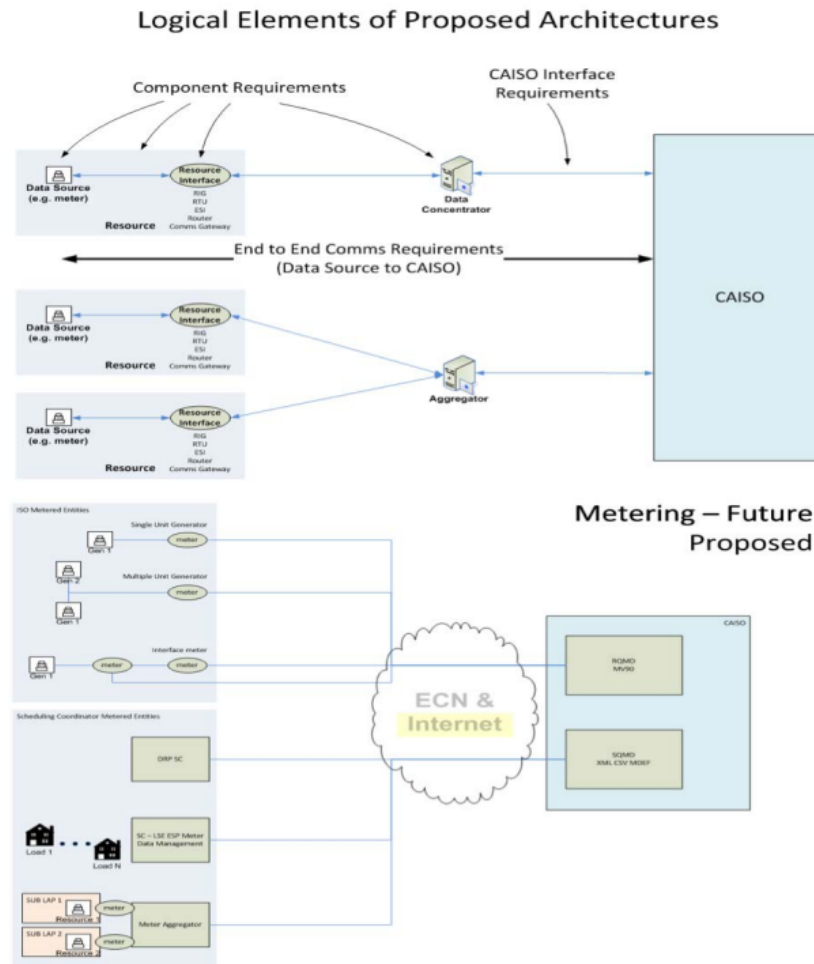 Logical Elements of Proposed Architectures
Component Requirements
CAISO Interface
Requirements
Data Source
(e.g. meter)
Resource
Interface
RIG
RTU
ESI
Router
Comms Gateway
Resource
Data
Concentrator
End to End Comms Requirements
(Data Source to CAISO)
CAISO
Data Source
(e.g. meter)
Resource
Interface
RIG
RTU
ESI
Router
Comms Gateway
Resource
Aggregator
Data Source
(e.g. meter)
Resource
Interface
RIG
RTU
ESI
Router
Comms Gateway
Resource
Metering – Future
Proposed
ISO Metered Entities
Single Unit Generator
meter
Gen 1
Gen 2
Multiple Unit Generator
meter
Gen 1
Interface meter
meter
meter
Gen 1
ECN &
Internet
CAISO
RQMD
MV90
SQMD
XML CSV MDEF
Scheduling Coordinator Metered Entities
DRP SC
SC – LSE ESP Meter
Data Management
Load 1
Load N
SUB LAP 1
Resource 1
meter
Meter Aggregator
SUB LAP 2
Resource 2
meter